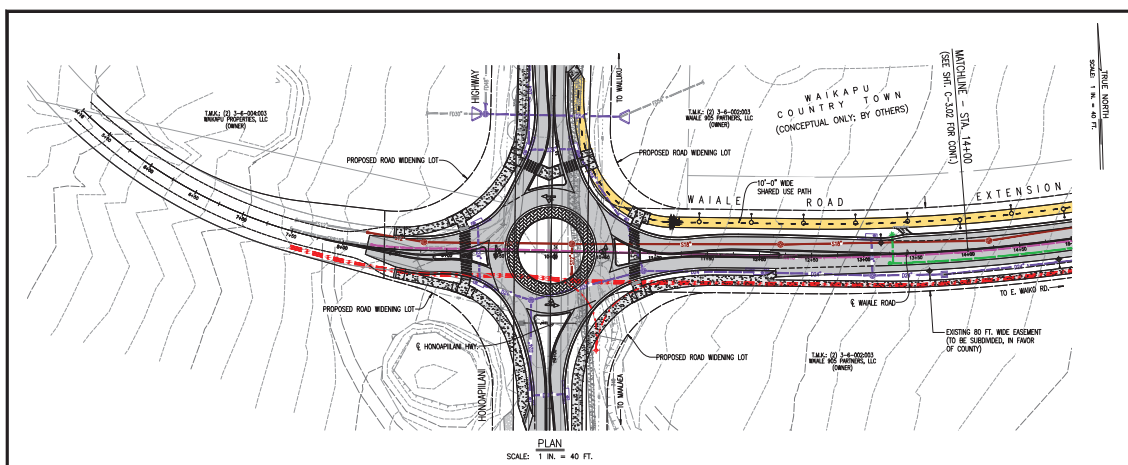 HIGHWAY
TO WAILUKU
T.M.K.: (2) 3-6-004:003
WAIKAPU PROPERTIES, LLC
(OWNER)
T.M.K.: (2) 3-6-002:003
WAIALE 905 PARTNERS, LLC
(OWNER)
WAIKAPU
COUNTRY TOWN
(CONCEPTUAL ONLY; BY OTHERS)
MATCHLINE - STA. 14+00
(SEE SHT. C-3.02 FOR CONT.)
TRUE NORTH
SCALE: 1 IN. = 40 FT.
PROPOSED ROAD WIDENING LOT
PROPOSED ROAD WIDENING LOT
10'-0" WIDE
SHARED USE PATH
WAIALE ROAD EXTENSION
S18"
S18"
TO E. WAIKO RD.
℄ WAIALE ROAD
PROPOSED ROAD WIDENING LOT
℄ HONOAPIILANI HWY.
PROPOSED ROAD WIDENING LOT
EXISTING 80 FT. WIDE EASEMENT
(TO BE SUBDIVIDED, IN FAVOR
OF COUNTY)
T.M.K.: (2) 3-6-002:003
WAIALE 905 PARTNERS, LLC
(OWNER)
HONOAPIILANI
TO MAALAEA
PLAN
SCALE: 1 IN. = 40 FT.